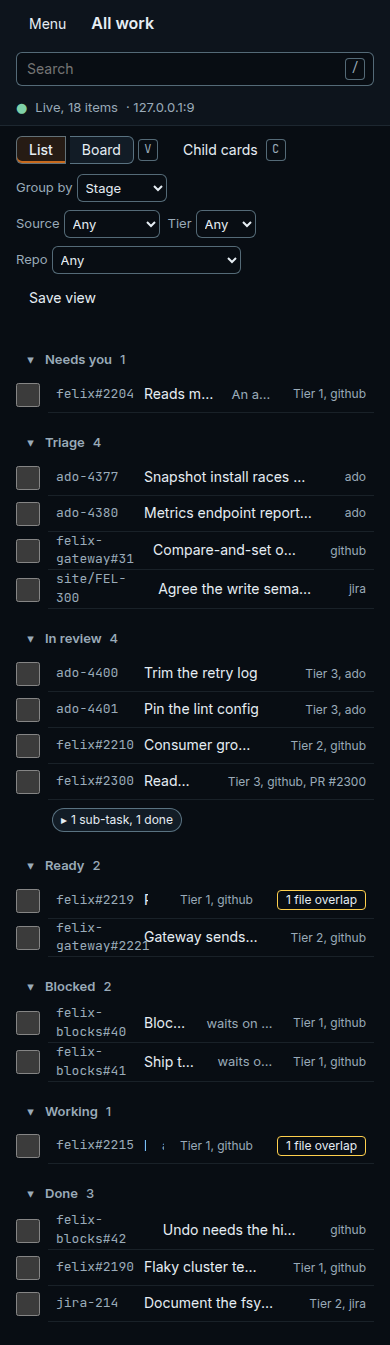 Menu All work
Search /
Live, 18 items · 127.0.0.1:9
List Board V Child cards C
Group by Stage
Source Any Tier Any
Repo Any
Save view
▾ Needs you 1
felix#2204 Reads m... An a... Tier 1, github
▾ Triage 4
ado-4377 Snapshot install races ... ado
ado-4380 Metrics endpoint report... ado
felix-
gateway#31 Compare-and-set o... github
site/FEL-
300 Agree the write sema... jira
▾ In review 4
ado-4400 Trim the retry log Tier 3, ado
ado-4401 Pin the lint config Tier 3, ado
felix#2210 Consumer gro... Tier 2, github
felix#2300 Read... Tier 3, github, PR #2300
▸ 1 sub-task, 1 done
▾ Ready 2
felix#2219 Tier 1, github 1 file overlap
felix-
gateway#2221 Gateway sends... Tier 2, github
▾ Blocked 2
felix-
blocks#40 Bloc... waits on ... Tier 1, github
felix-
blocks#41 Ship t... waits o... Tier 1, github
▾ Working 1
felix#2215 Tier 1, github 1 file overlap
▾ Done 3
felix-
blocks#42 Undo needs the hi... github
felix#2190 Flaky cluster te... Tier 1, github
jira-214 Document the fsy... Tier 2, jira